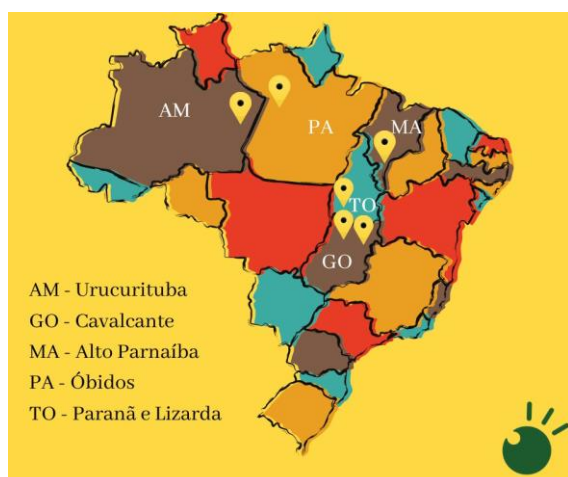 AM
PA
MA
TO
GO
AM - Urucurituba
GO - Cavalcante
MA - Alto Parnaíba
PA - Óbidos
TO - Paranã e Lizarda